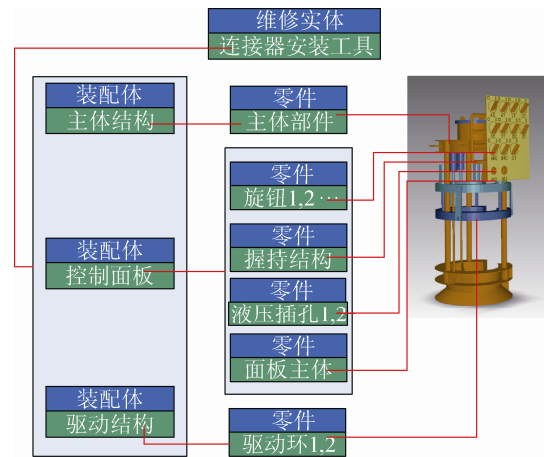 维修实体
连接器安装工具
装配体
主体结构
零件
主体部件
零件
旋钮1,2…
装配体
控制面板
零件
握持结构
零件
液压插孔1,2
零件
面板主体
装配体
驱动结构
零件
驱动环1,2